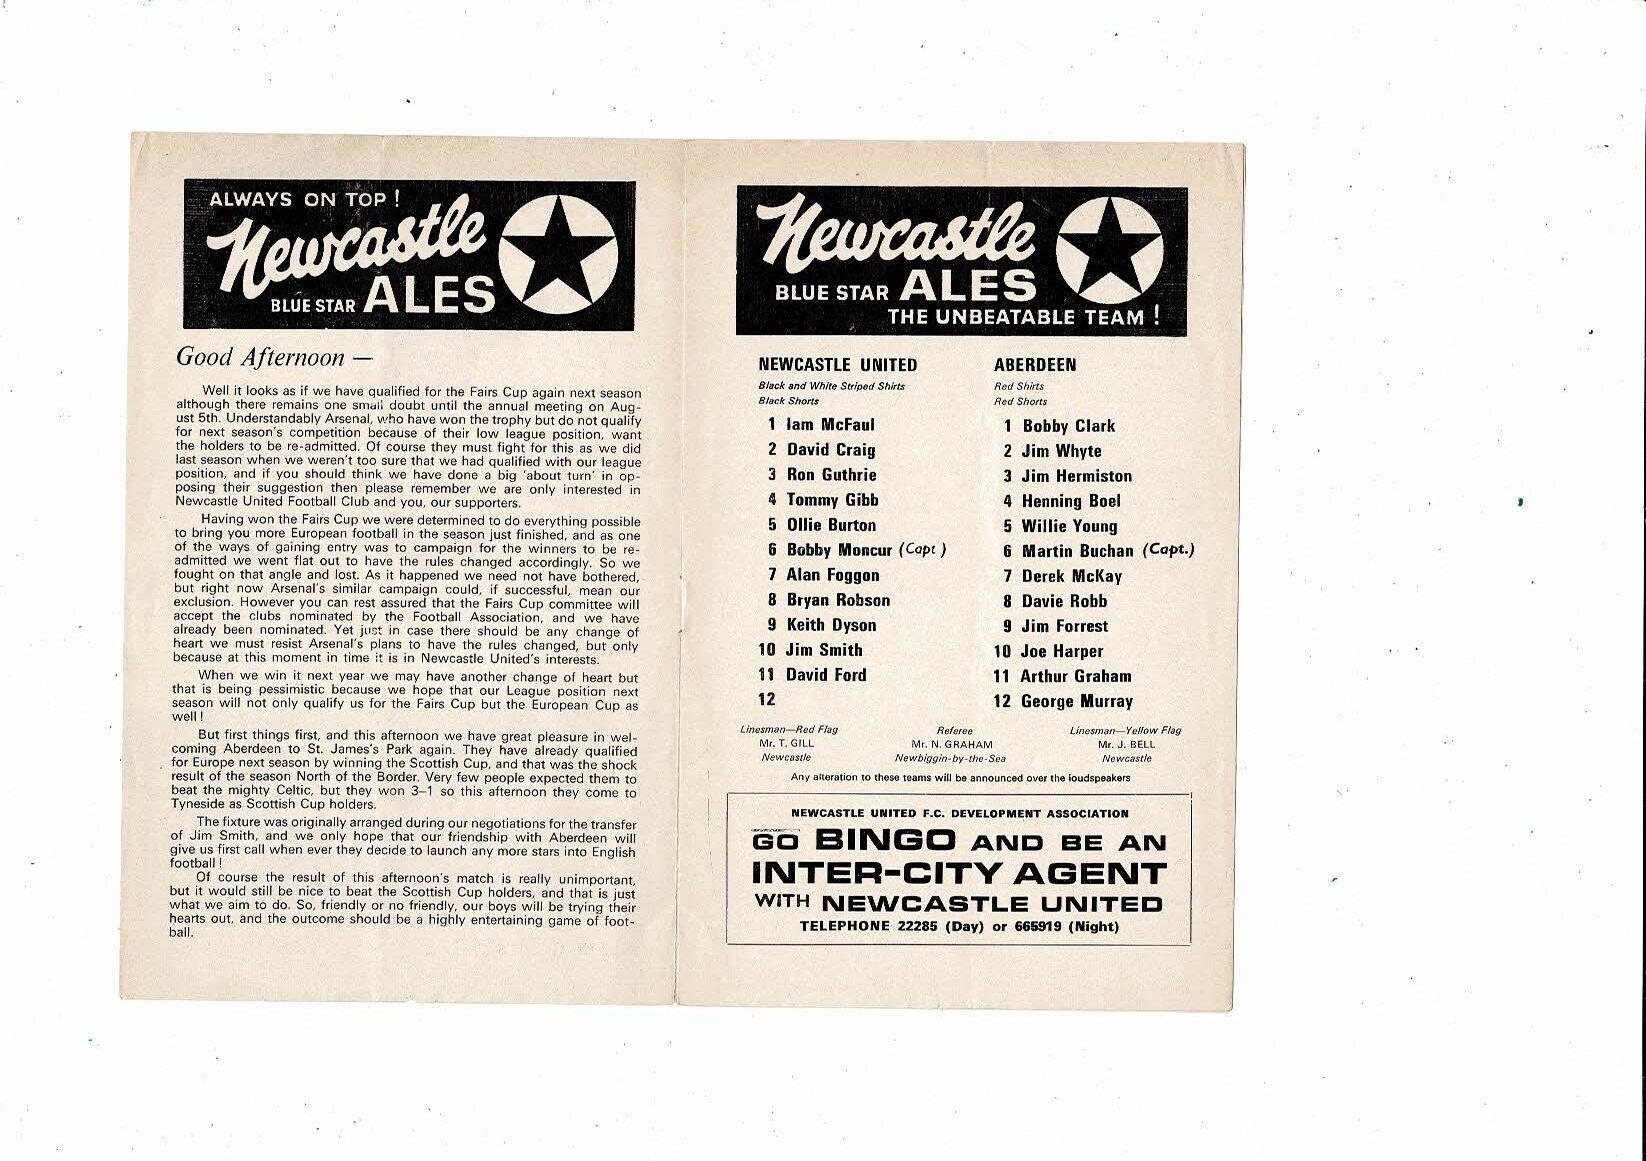 ALWAYS ON TOP !
Newcastle
BLUE STAR ALES
Good Afternoon —
Well it looks as if we have qualified for the Fairs Cup again next season
although there remains one small doubt until the annual meeting on Aug-
ust 5th. Understandably Arsenal, who have won the trophy but do not qualify
for next season's competition because of their low league position, want
the holders to be re-admitted. Of course they must fight for this as we did
last season when we weren't too sure that we had qualified with our league
position, and if you should think we have done a big 'about turn' in op-
posing their suggestion then please remember we are only interested in
Newcastle United Football Club and you, our supporters.
Having won the Fairs Cup we were determined to do everything possible
to bring you more European football in the season just finished, and as one
of the ways of gaining entry was to campaign for the winners to be re-
admitted we went flat out to have the rules changed accordingly. So we
fought on that angle and lost. As it happened we need not have bothered,
but right now Arsenal's similar campaign could, if successful, mean our
exclusion. However you can rest assured that the Fairs Cup committee will
accept the clubs nominated by the Football Association, and we have
already been nominated. Yet just in case there should be any change of
heart we must resist Arsenal's plans to have the rules changed, but only
because at this moment in time it is in Newcastle United's interests.
When we win it next year we may have another change of heart but
that is being pessimistic because we hope that our League position next
season will not only qualify us for the Fairs Cup but the European Cup as
well !
But first things first, and this afternoon we have great pleasure in wel-
coming Aberdeen to St. James's Park again. They have already qualified
for Europe next season by winning the Scottish Cup, and that was the shock
result of the season North of the Border. Very few people expected them to
beat the mighty Celtic, but they won 3–1 so this afternoon they come to
Tyneside as Scottish Cup holders.
The fixture was originally arranged during our negotiations for the transfer
of Jim Smith, and we only hope that our friendship with Aberdeen will
give us first call when ever they decide to launch any more stars into English
football !
Of course the result of this afternoon's match is really unimportant,
but it would still be nice to beat the Scottish Cup holders, and that is just
what we aim to do. So, friendly or no friendly, our boys will be trying their
hearts out, and the outcome should be a highly entertaining game of foot-
ball.
Newcastle
BLUE STAR ALES
THE UNBEATABLE TEAM !
NEWCASTLE UNITED
Black and White Striped Shirts
Black Shorts
1 Iam McFaul
2 David Craig
3 Ron Guthrie
4 Tommy Gibb
5 Ollie Burton
6 Bobby Moncur (Capt )
7 Alan Foggon
8 Bryan Robson
9 Keith Dyson
10 Jim Smith
11 David Ford
12
ABERDEEN
Red Shirts
Red Shorts
1 Bobby Clark
2 Jim Whyte
3 Jim Hermiston
4 Henning Boel
5 Willie Young
6 Martin Buchan (Capt.)
7 Derek McKay
8 Davie Robb
9 Jim Forrest
10 Joe Harper
11 Arthur Graham
12 George Murray
Linesman—Red Flag
Mr. T. GILL
Newcastle
Referee
Mr. N. GRAHAM
Newbiggin-by-the-Sea
Linesman—Yellow Flag
Mr. J. BELL
Newcastle
Any alteration to these teams will be announced over the loudspeakers
NEWCASTLE UNITED F.C. DEVELOPMENT ASSOCIATION
GO BINGO AND BE AN
INTER-CITY AGENT
WITH NEWCASTLE UNITED
TELEPHONE 22285 (Day) or 665919 (Night)